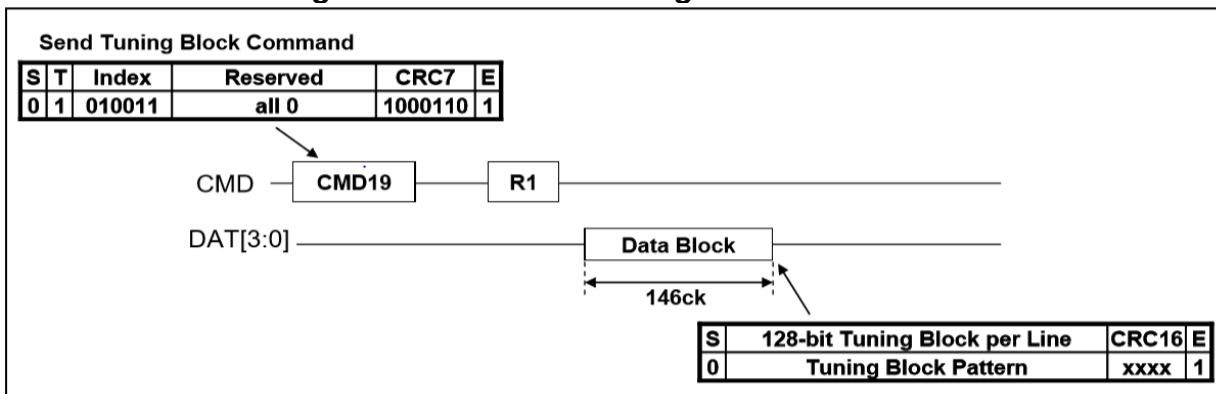 Send Tuning Block Command
S T Index Reserved CRC7 E
0 1 010011 all 0 1000110 1
CMD CMD19 R1
DAT[3:0] Data Block
146ck
S 128-bit Tuning Block per Line CRC16 E
0 Tuning Block Pattern xxxx 1